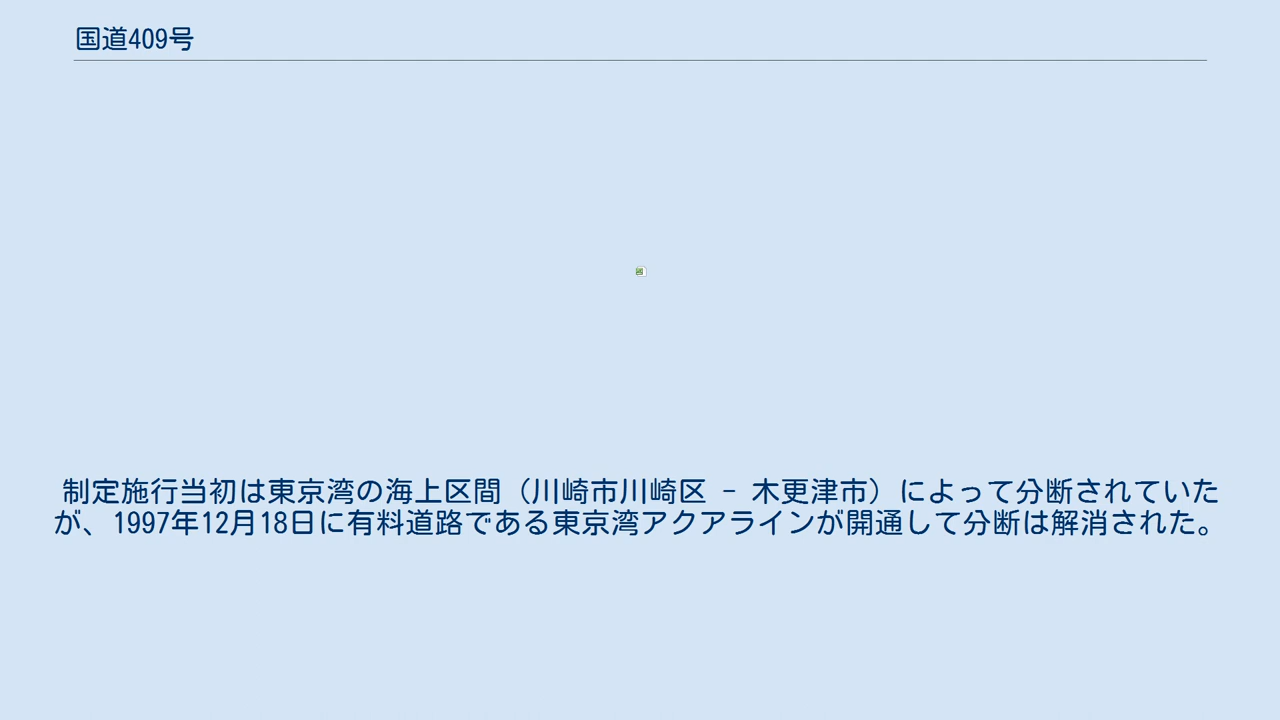 国道409号
制定施行当初は東京湾の海上区間（川崎市川崎区 - 木更津市）によって分断されていた
が、1997年12月18日に有料道路である東京湾アクアラインが開通して分断は解消された。